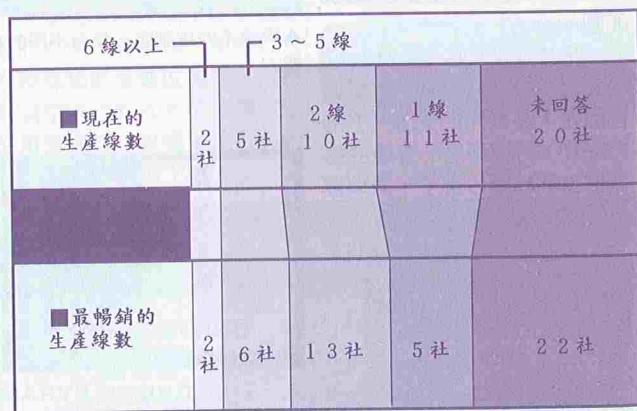 6線以上
3～5線
■現在的
生產線數
2
社
5社
2線
10社
1線
11社
未回答
20社
■最暢銷的
生產線數
2
社
6社
13社
5社
22社